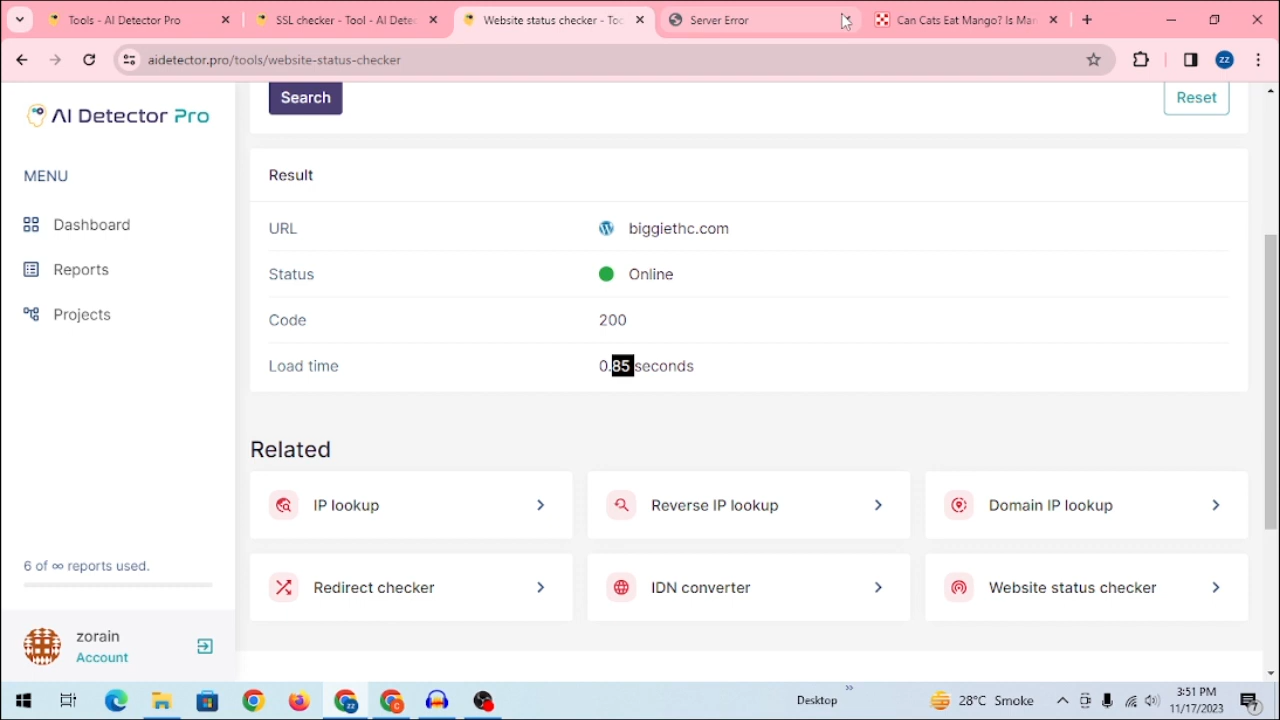 Tools - AI Detector Pro
SSL checker - Tool - AI Dete
Website status checker - Too
Server Error
Can Cats Eat Mango? Is Man
aidetector.pro/tools/website-status-checker
ZZ
AI Detector Pro
Search
Reset
MENU
Result
Dashboard
URL
biggiethc.com
Reports
Status
Online
Projects
Code
200
Load time
0.85 seconds
Related
IP lookup
Reverse IP lookup
Domain IP lookup
6 of ∞ reports used.
Redirect checker
IDN converter
Website status checker
zorain
Account
Desktop
»
28°C Smoke
3:51 PM
11/17/2023
7